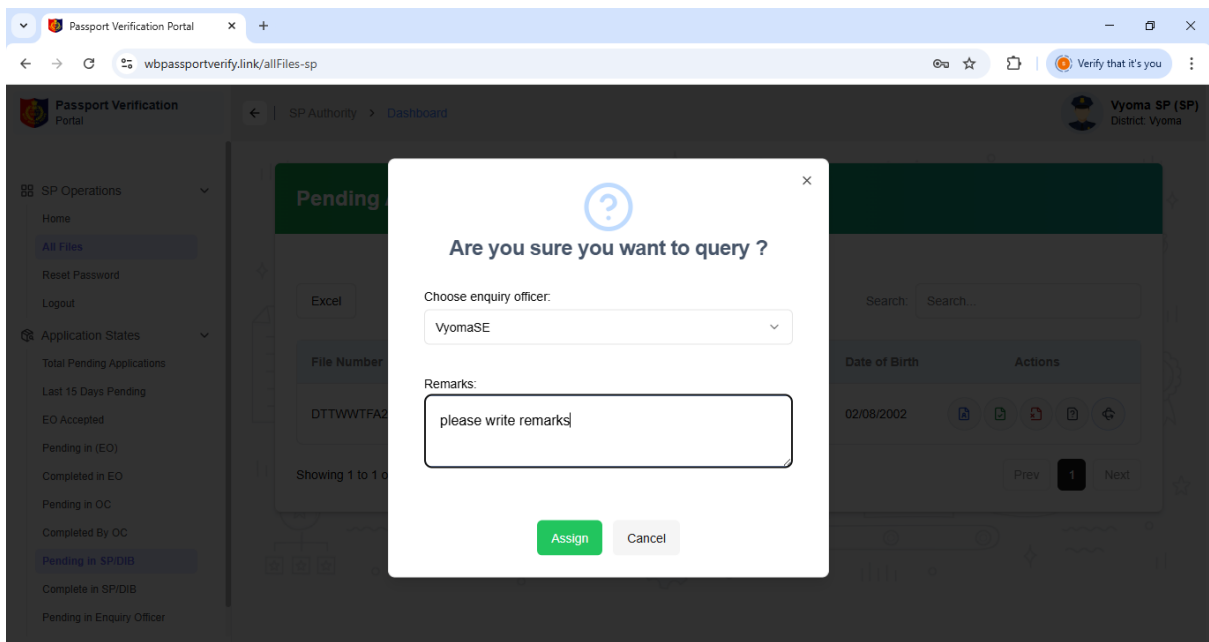 Passport Verification Portal
wbpassportverify.link/allFiles-sp
Verify that it's you
Passport Verification
Portal
SP Authority > Dashboard
Vyoma SP (SP)
District: Vyoma
SP Operations
Home
All Files
Reset Password
Logout
Application States
Total Pending Applications
Last 15 Days Pending
EO Accepted
Pending in (EO)
Completed in EO
Pending in OC
Completed By OC
Pending in SP/DIB
Complete in SP/DIB
Pending in Enquiry Officer
Pending
Excel
Search: Search...
File Number
Date of Birth
Actions
DTTWWTFA2
02/08/2002
Showing 1 to 1 o
Prev 1 Next
Are you sure you want to query ?
Choose enquiry officer:
VyomaSE
Remarks:
please write remarks
Assign
Cancel